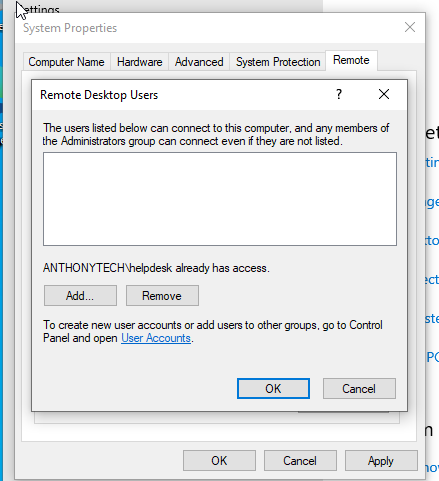 ettings
System Properties
Computer Name
Hardware
Advanced
System Protection
Remote
Remote Desktop Users
?
The users listed below can connect to this computer, and any members of
the Administrators group can connect even if they are not listed.
ANTHONYTECH\helpdesk already has access.
Add...
Remove
To create new user accounts or add users to other groups, go to Control
Panel and open User Accounts.
OK
Cancel
OK
Cancel
Apply